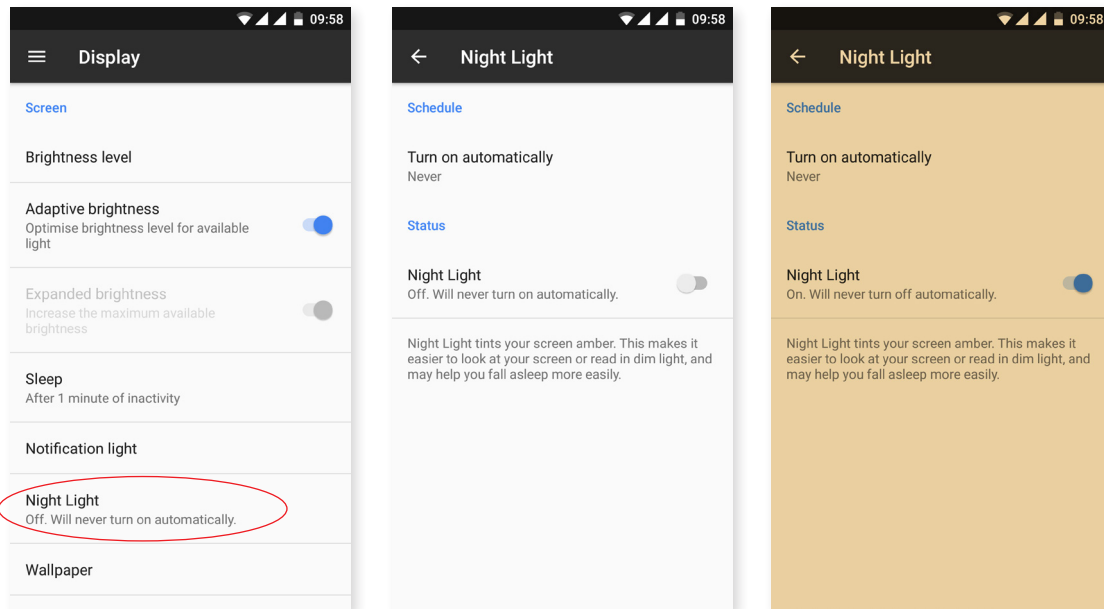 09:58
Display
Screen
Brightness level
Adaptive brightness
Optimise brightness level for available
light
Expanded brightness
Increase the maximum available
brightness
Sleep
After 1 minute of inactivity
Notification light
Night Light
Off. Will never turn on automatically.
Wallpaper
09:58
Night Light
Schedule
Turn on automatically
Never
Status
Night Light
Off. Will never turn on automatically.
Night Light tints your screen amber. This makes it
easier to look at your screen or read in dim light, and
may help you fall asleep more easily.
09:58
Night Light
Schedule
Turn on automatically
Never
Status
Night Light
On. Will never turn off automatically.
Night Light tints your screen amber. This makes it
easier to look at your screen or read in dim light, and
may help you fall asleep more easily.